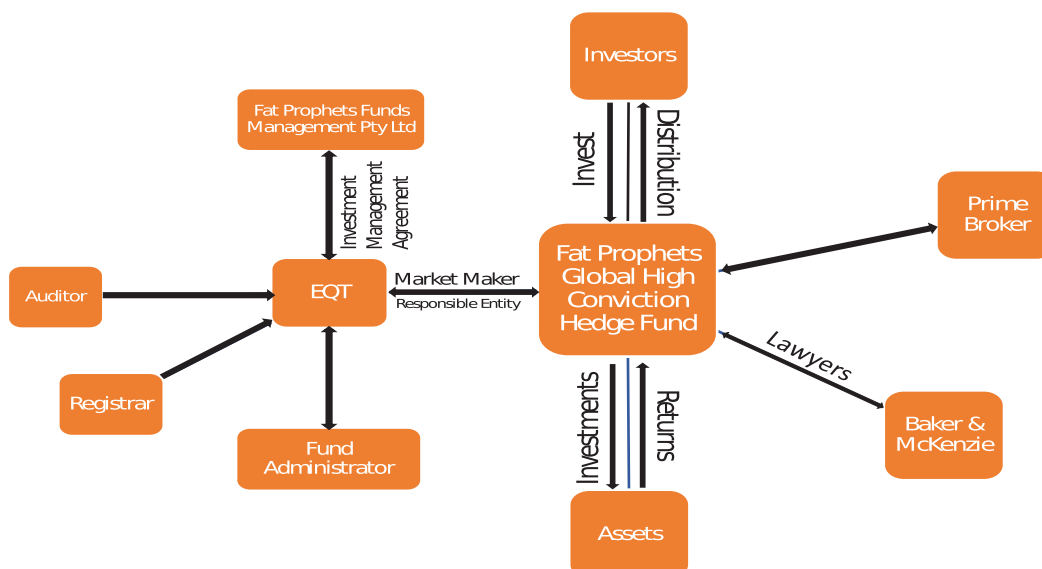 Investors
Fat Prophets Funds
Management Pty Ltd
Invest
Distribution
Investment
Management
Agreement
Prime
Broker
Fat Prophets
Global High
Conviction
Hedge Fund
Market Maker
Responsible Entity
EQT
Auditor
Lawyers
Registrar
Investments
Returns
Baker &
McKenzie
Fund
Administrator
Assets